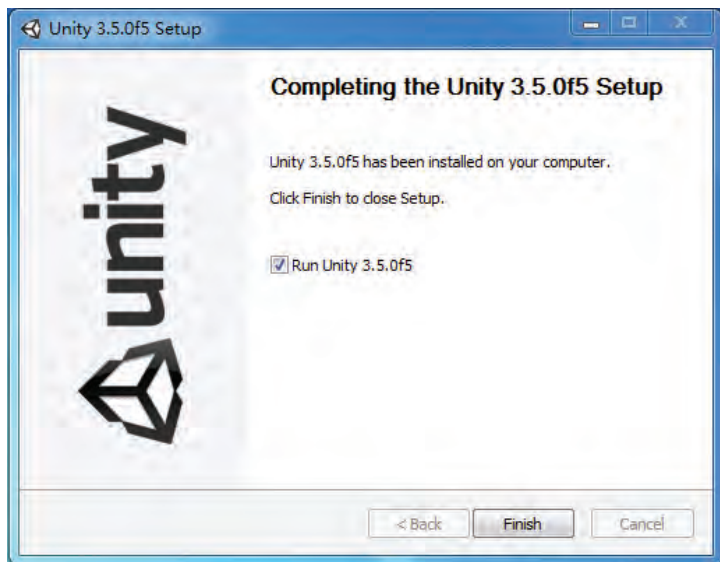 Unity 3.5.0f5 Setup
Completing the Unity 3.5.0f5 Setup
Unity 3.5.0f5 has been installed on your computer.
Click Finish to close Setup.
Run Unity 3.5.0f5
unity
< Back Finish Cancel